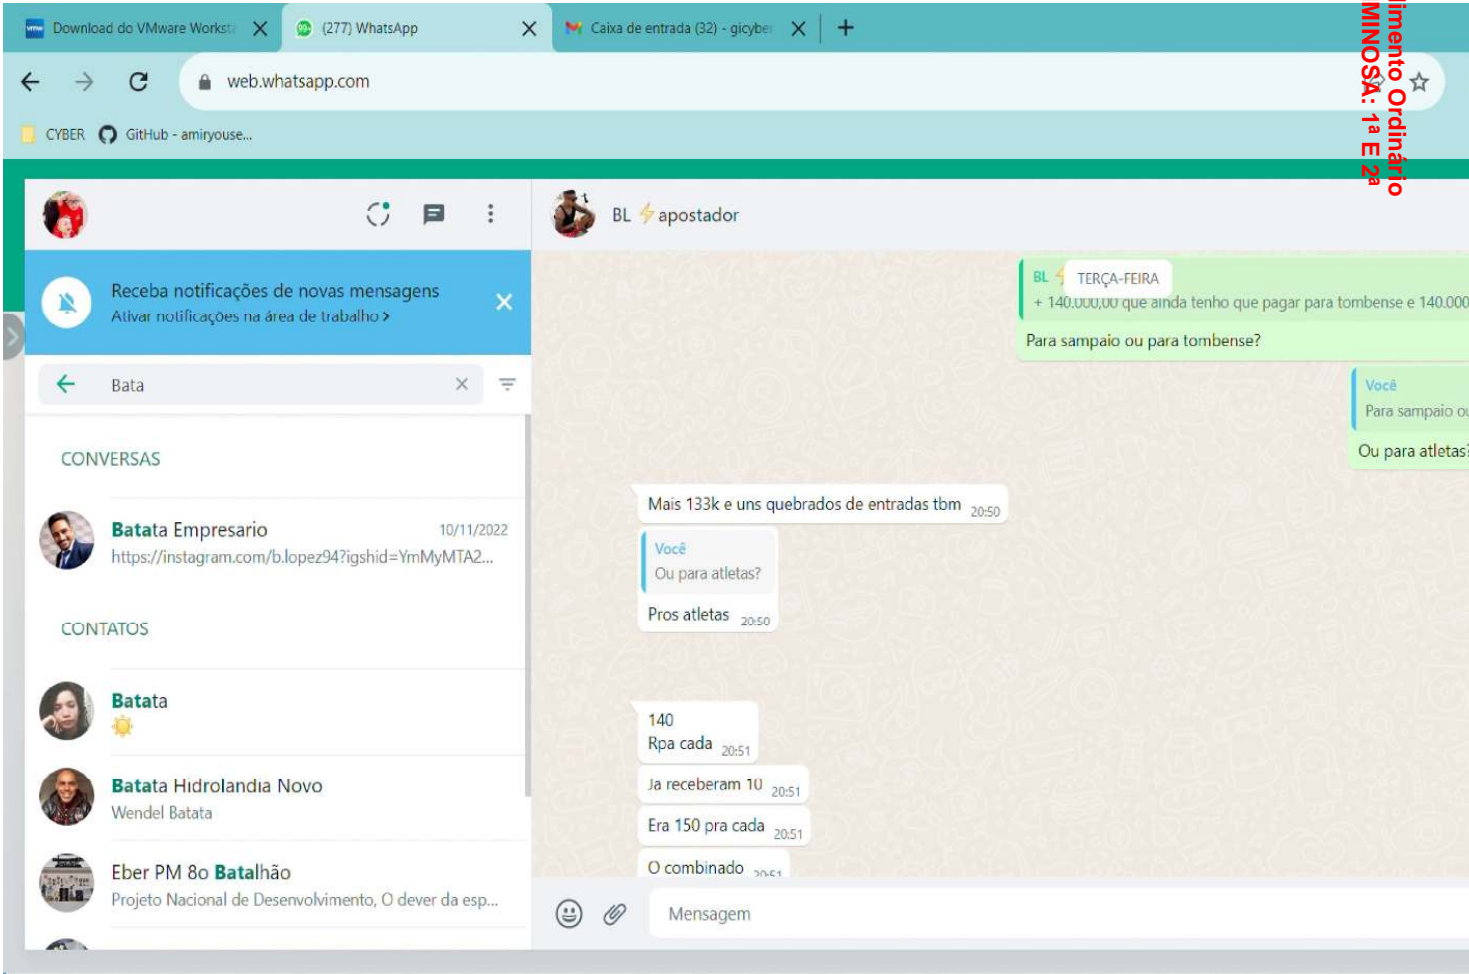 Download do VMware Worksta
(277) WhatsApp
Caixa de entrada (32) - gicyber
web.whatsapp.com
CYBER
GitHub - amiryouse...
limento Ordinário
MINOSA: 1ª E 2ª
BL ⚡ apostador
Receba notificações de novas mensagens
Ativar notificações na área de trabalho >
Bata
CONVERSAS
Batata Empresario
10/11/2022
https://instagram.com/b.lopez94?igshid=YmMyMTA2...
CONTATOS
Batata
🌞
Batata Hidrolandia Novo
Wendel Batata
Eber PM 8o Batalhão
Projeto Nacional de Desenvolvimento, O dever da esp...
BL ⚡
TERÇA-FEIRA
+ 140.000,00 que ainda tenho que pagar para tombense e 140.000
Para sampaio ou para tombense?
Você
Para sampaio ou
Ou para atletas?
Mais 133k e uns quebrados de entradas tbm 20:50
Você
Ou para atletas?
Pros atletas 20:50
140
Rpa cada 20:51
Ja receberam 10 20:51
Era 150 pra cada 20:51
O combinado 20:51
Mensagem